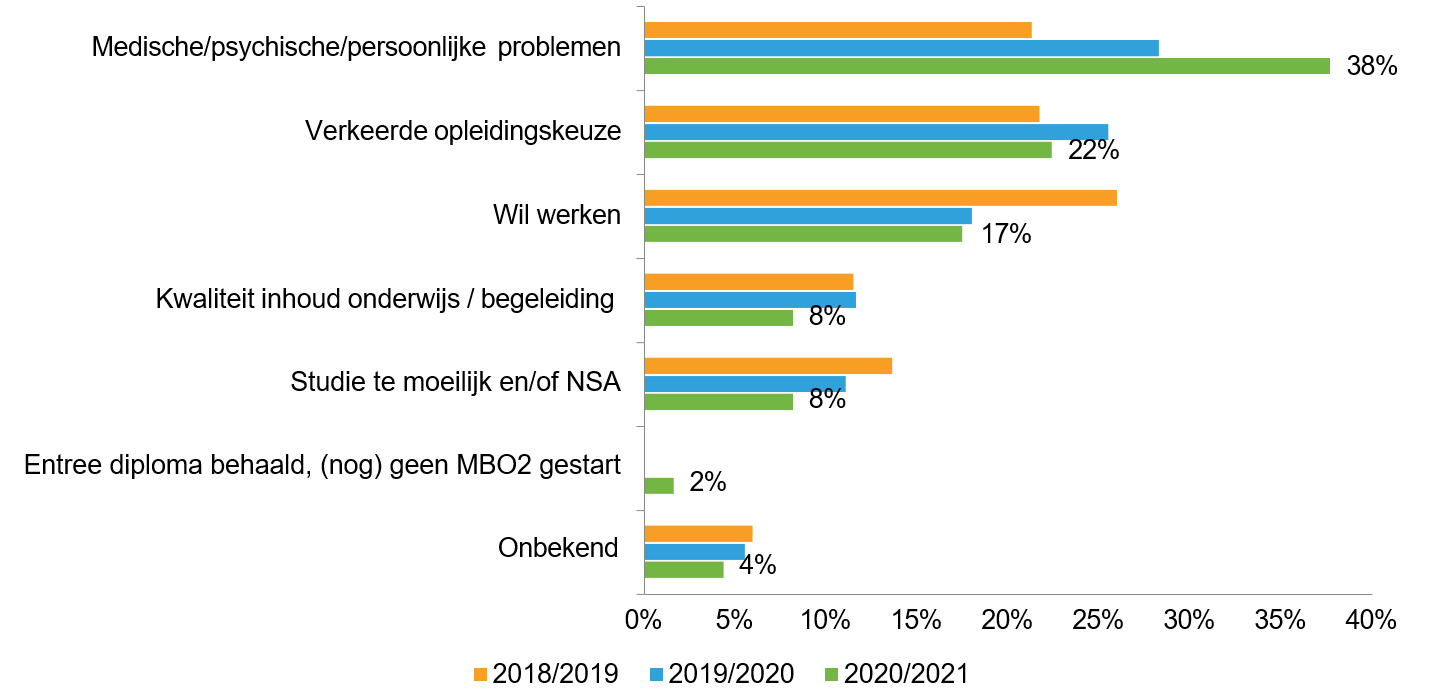 Medische/psychische/persoonlijke problemen
38%
Verkeerde opleidingskeuze
22%
Wil werken
17%
Kwaliteit inhoud onderwijs / begeleiding
8%
Studie te moeilijk en/of NSA
8%
Entree diploma behaald, (nog) geen MBO2 gestart
2%
Onbekend
4%
0% 5% 10% 15% 20% 25% 30% 35% 40%
2018/2019 2019/2020 2020/2021